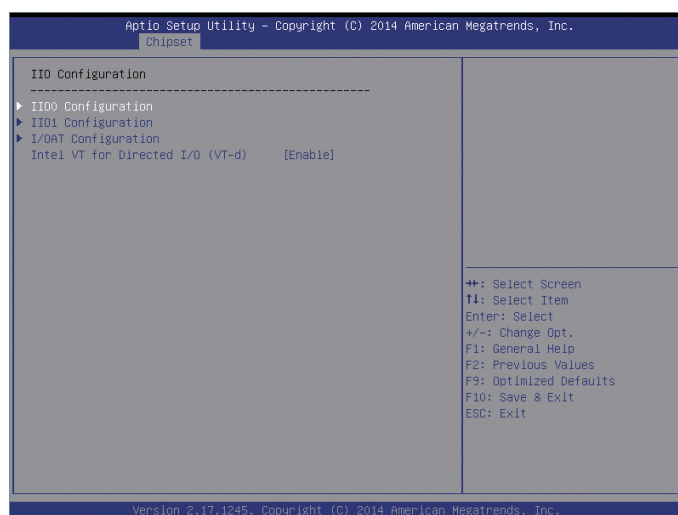 Aptio Setup Utility – Copyright (C) 2014 American Megatrends, Inc.
Chipset
IIO Configuration
------------------------------------------------
IIO0 Configuration
IIO1 Configuration
I/OAT Configuration
Intel VT for Directed I/O (VT-d) [Enable]
→←: Select Screen
↑↓: Select Item
Enter: Select
+/-: Change Opt.
F1: General Help
F2: Previous Values
F9: Optimized Defaults
F10: Save & Exit
ESC: Exit
Version 2.17.1245. Copyright (C) 2014 American Megatrends, Inc.